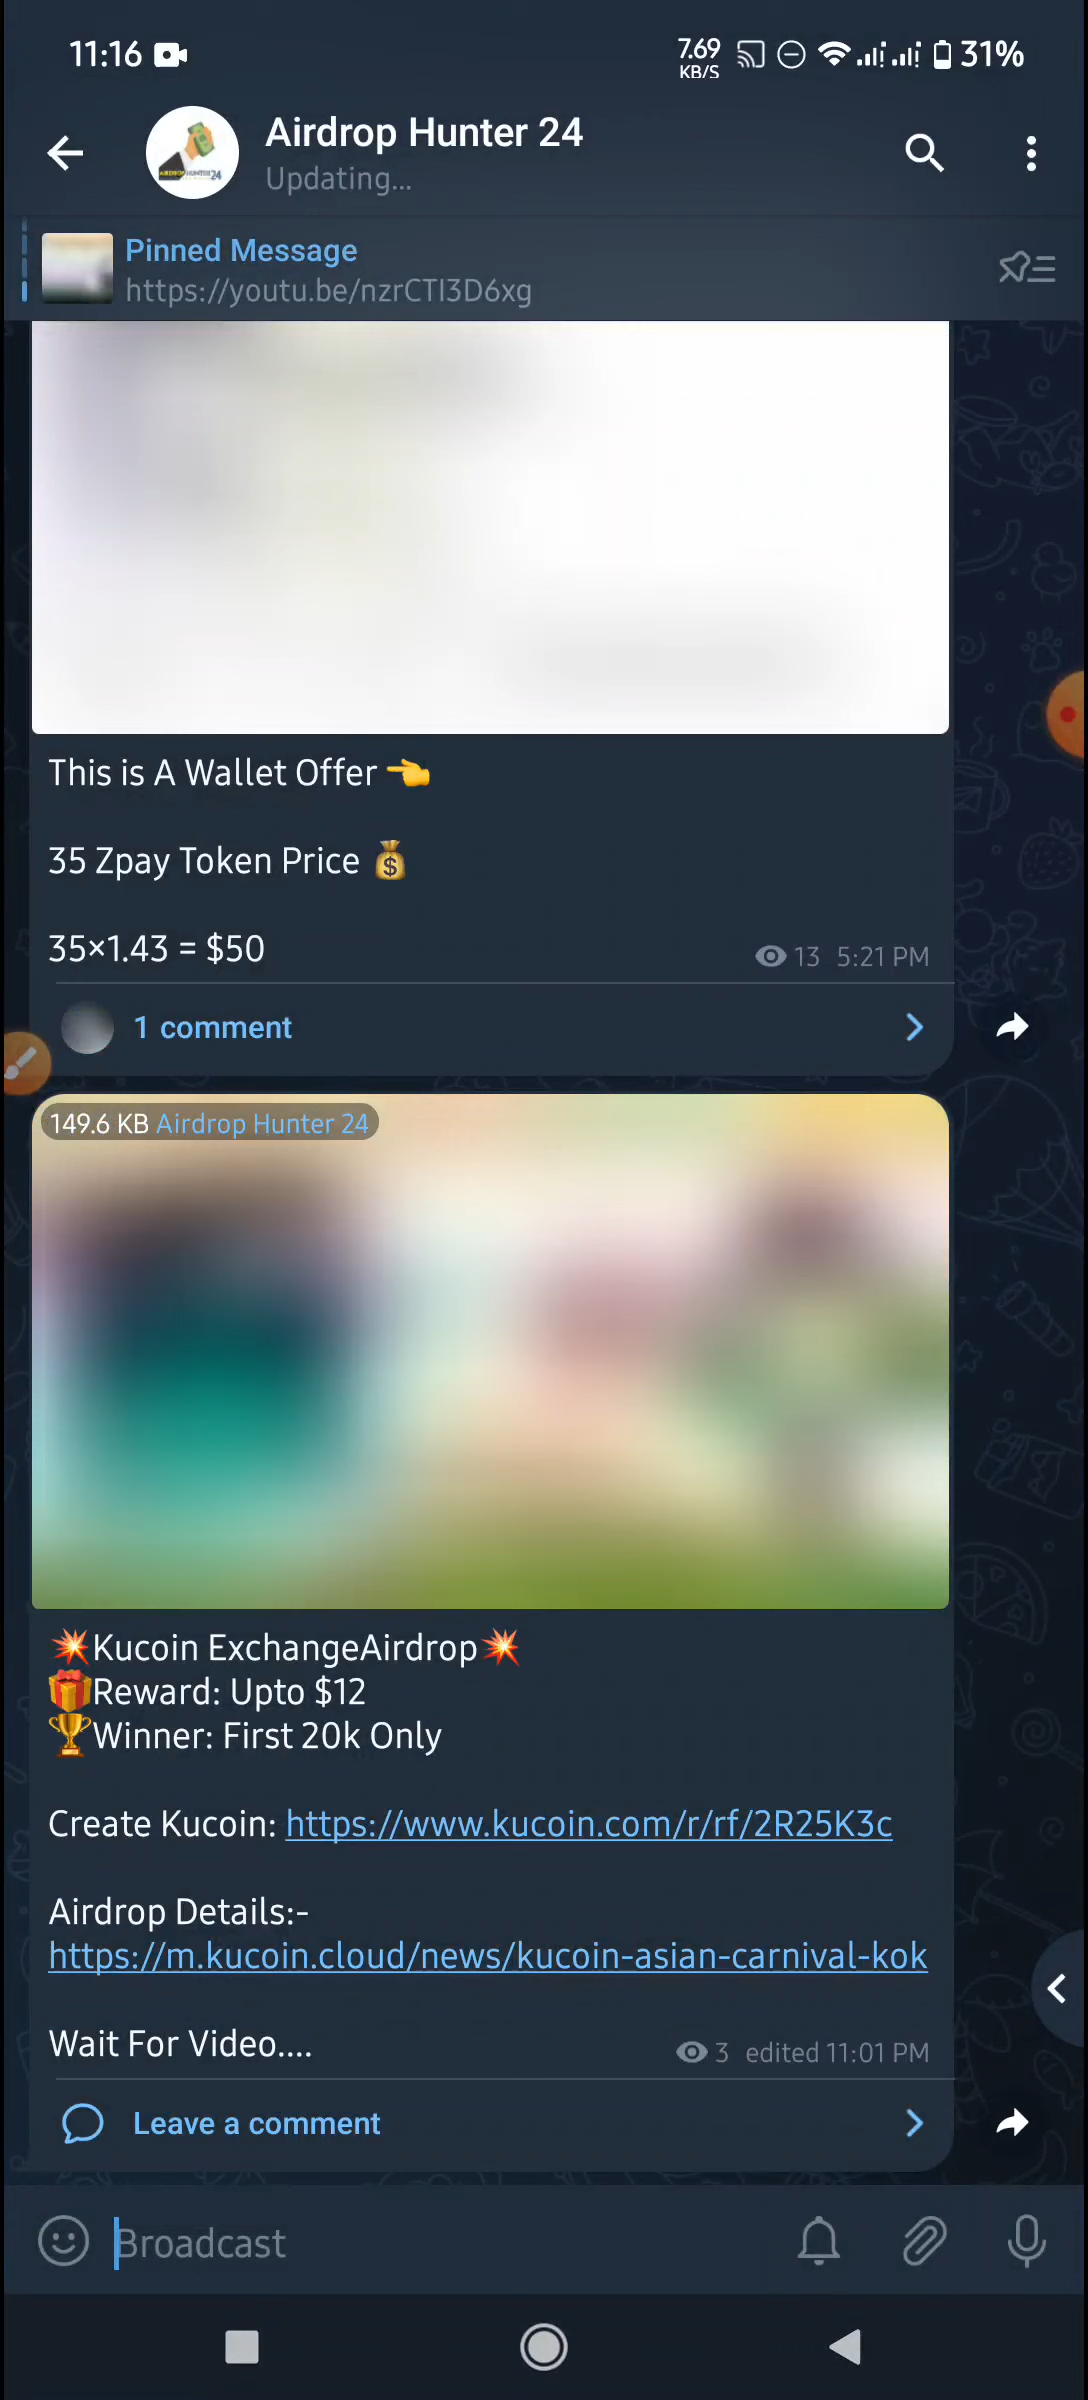 11:16
7.69
KB/S
31%
Airdrop Hunter 24
Updating...
Pinned Message
https://youtu.be/nzrCTI3D6xg
This is A Wallet Offer 👈
35 Zpay Token Price 💰
35×1.43 = $50
13 5:21 PM
1 comment
149.6 KB Airdrop Hunter 24
💥Kucoin ExchangeAirdrop💥
🎁Reward: Upto $12
🏆Winner: First 20k Only
Create Kucoin: https://www.kucoin.com/r/rf/2R25K3c
Airdrop Details:-
https://m.kucoin.cloud/news/kucoin-asian-carnival-kok
Wait For Video....
3 edited 11:01 PM
Leave a comment
Broadcast